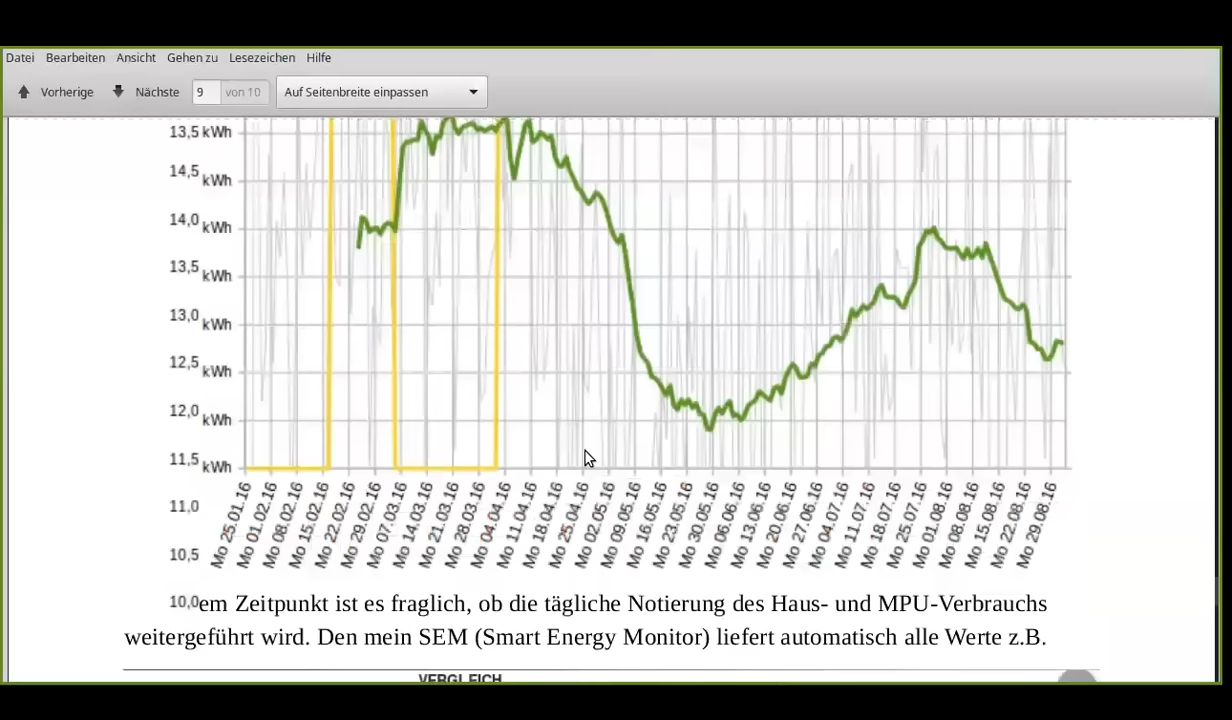 Datei Bearbeiten Ansicht Gehen zu Lesezeichen Hilfe
Vorherige Nächste 9 von 10 Auf Seitenbreite einpassen
13,5 kWh
14,5 kWh
14,0 kWh
13,5 kWh
13,0 kWh
12,5 kWh
12,0 kWh
11,5 kWh
11,0
10,5
10,0
Mo 25.01.16
Mo 01.02.16
Mo 08.02.16
Mo 15.02.16
Mo 22.02.16
Mo 29.02.16
Mo 07.03.16
Mo 14.03.16
Mo 21.03.16
Mo 28.03.16
Mo 04.04.16
Mo 11.04.16
Mo 18.04.16
Mo 25.04.16
Mo 02.05.16
Mo 09.05.16
Mo 16.05.16
Mo 23.05.16
Mo 30.05.16
Mo 06.06.16
Mo 13.06.16
Mo 20.06.16
Mo 27.06.16
Mo 04.07.16
Mo 11.07.16
Mo 18.07.16
Mo 25.07.16
Mo 01.08.16
Mo 08.08.16
Mo 15.08.16
Mo 22.08.16
Mo 29.08.16
em Zeitpunkt ist es fraglich, ob die tägliche Notierung des Haus- und MPU-Verbrauchs
weitergeführt wird. Den mein SEM (Smart Energy Monitor) liefert automatisch alle Werte z.B.
VERGLEICH